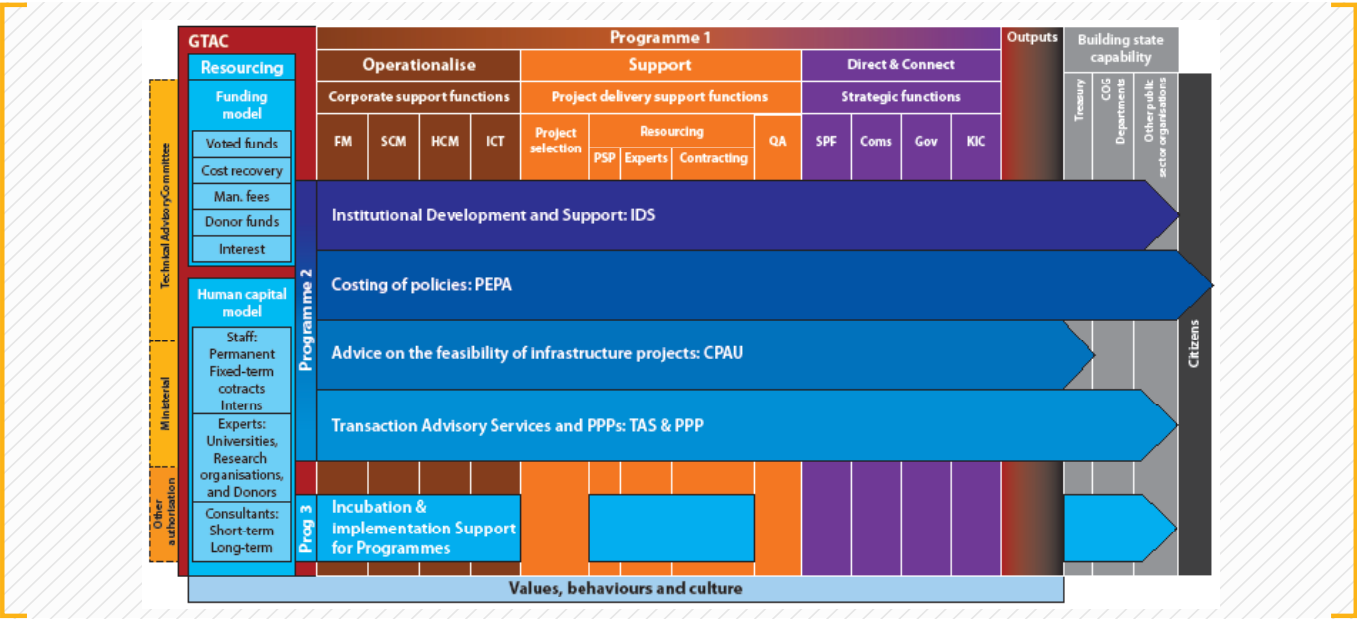 GTAC
Resourcing
Funding
model
Voted funds
Cost recovery
Man. fees
Donor funds
Interest
Human capital
model
Staff:
Permanent
Fixed-term
cotracts
Interns
Experts:
Universities,
Research
organisations,
and Donors
Consultants:
Short-term
Long-term
Technical AdvisoryCommittee
Ministerial
Other
authorisation
Programme 1
Operationalise
Support
Direct & Connect
Corporate support functions
Project delivery support functions
Strategic functions
FM
SCM
HCM
ICT
Project
selection
Resourcing
PSP
Experts
Contracting
QA
SPF
Coms
Gov
KIC
Outputs
Building state
capability
Treasury
COG
Departments
Other public
sector organisations
Citizens
Programme 2
Institutional Development and Support: IDS
Costing of policies: PEPA
Advice on the feasibility of infrastructure projects: CPAU
Transaction Advisory Services and PPPs: TAS & PPP
Prog 3
Incubation &
implementation Support
for Programmes
Values, behaviours and culture